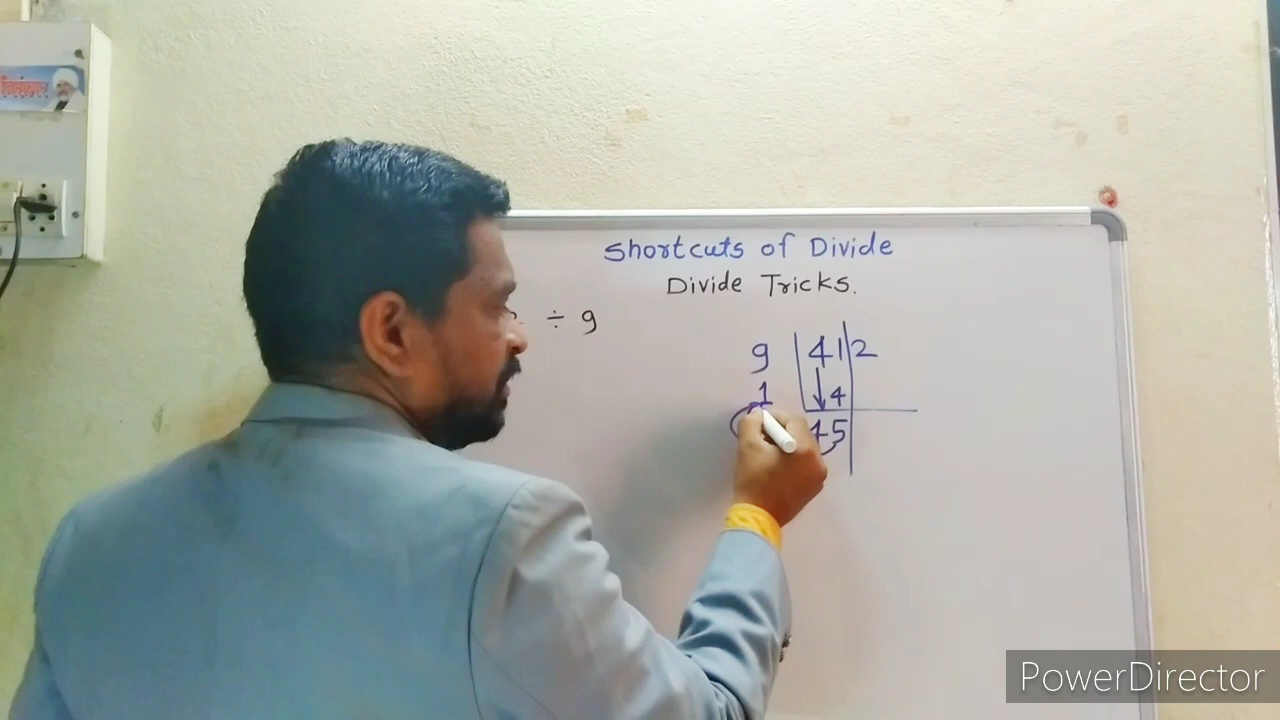 निरंकार
Shortcuts of Divide
Divide Tricks.
÷ 9
9 41 2
1 4
45
PowerDirector